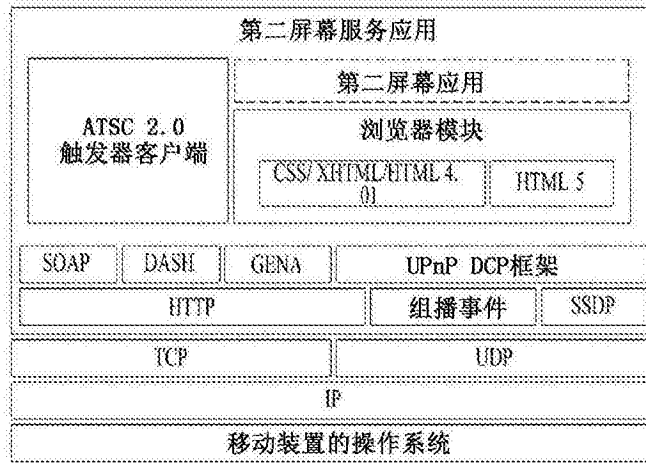 第二屏幕服务应用
第二屏幕应用
ATSC 2.0
触发器客户端
浏览器模块
CSS/ XHTML/HTML 4.
01
HTML 5
SOAP
DASH
GENA
UPnP DCP框架
HTTP
组播事件
SSDP
TCP
UDP
IP
移动装置的操作系统